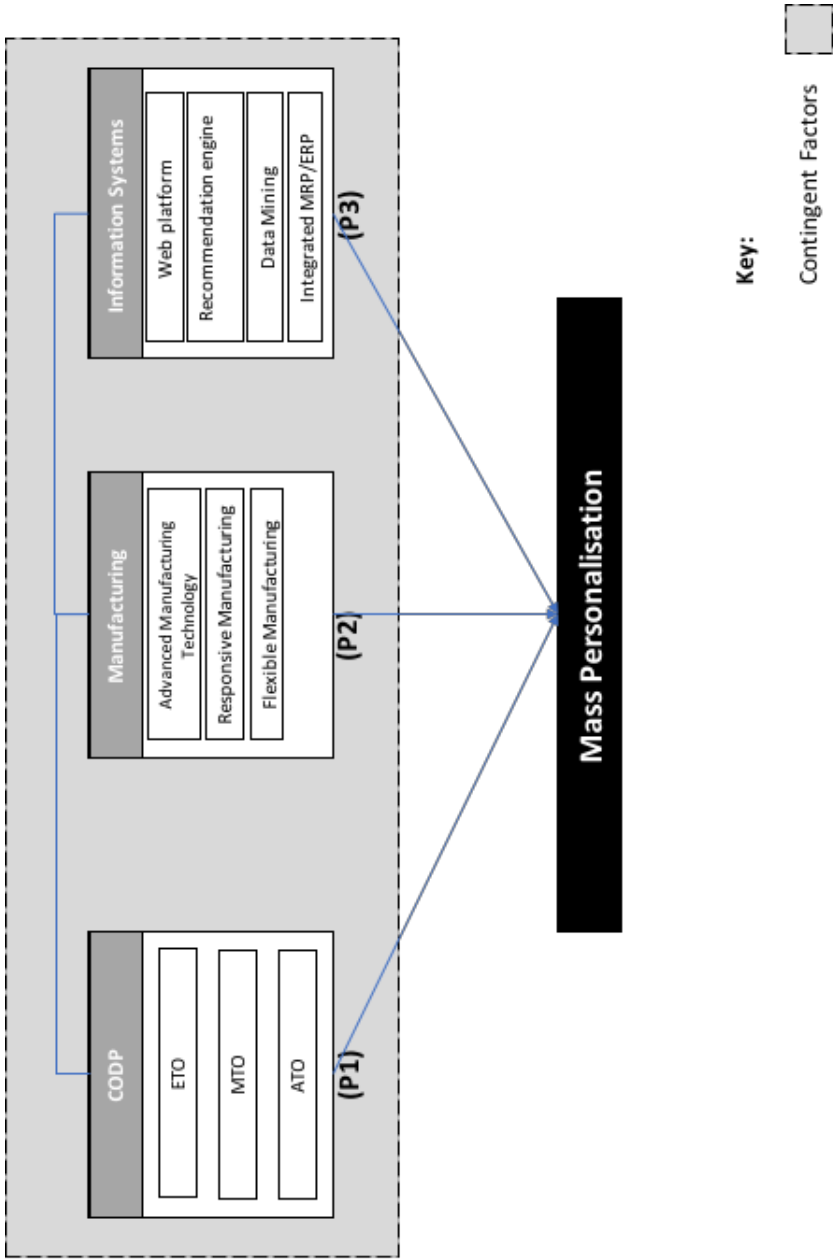 CODP
ETO
MTO
ATO
(P1)
Manufacturing
Advanced Manufacturing
Technology
Responsive Manufacturing
Flexible Manufacturing
(P2)
Information Systems
Web platform
Recommendation engine
Data Mining
Integrated MRP/ERP
(P3)
Mass Personalisation
Key:
Contingent Factors